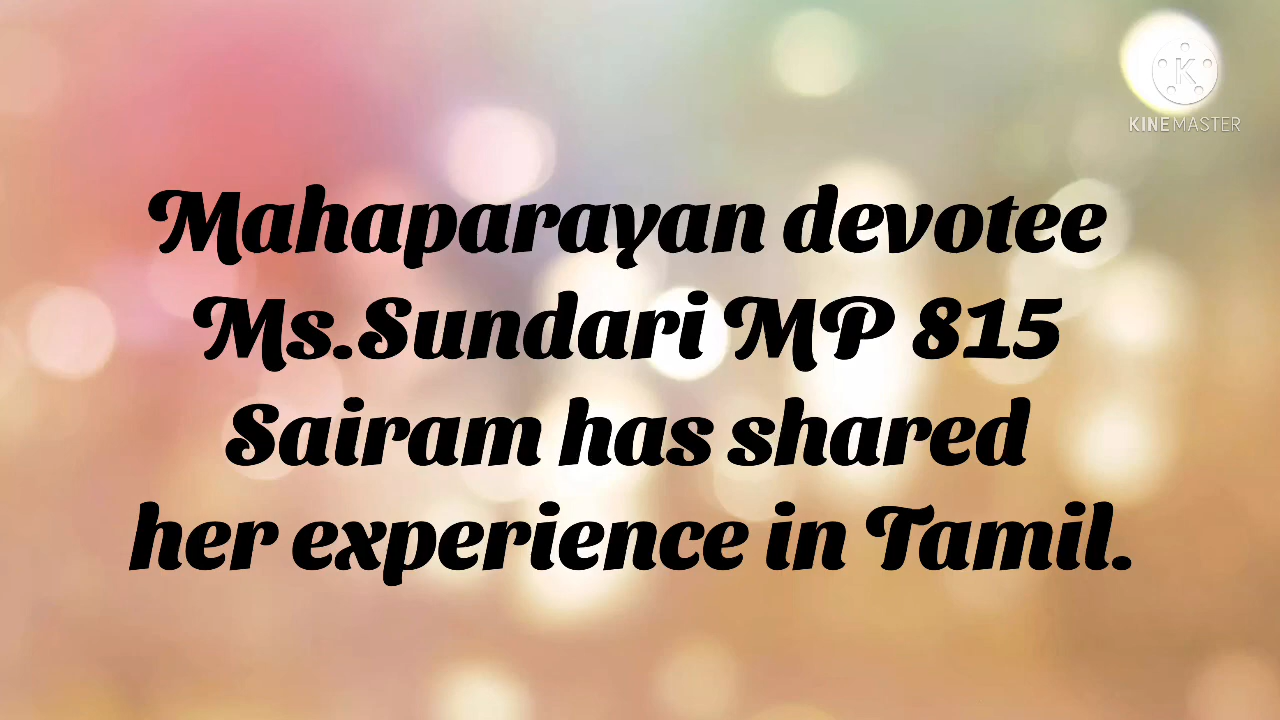 KINEMASTER
Mahaparayan devotee
Ms.Sundari MP 815
Sairam has shared
her experience in Tamil.